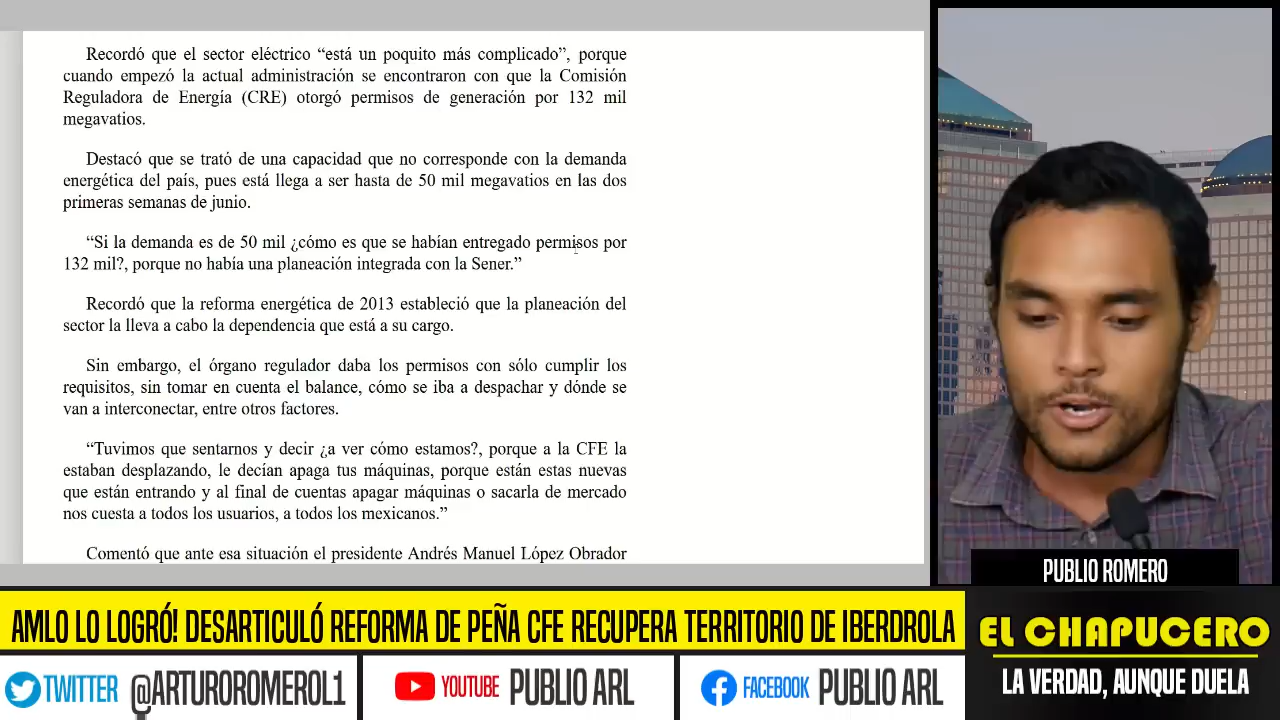 Recordó que el sector eléctrico “está un poquito más complicado”, porque
cuando empezó la actual administración se encontraron con que la Comisión
Reguladora de Energía (CRE) otorgó permisos de generación por 132 mil
megavatios.
Destacó que se trató de una capacidad que no corresponde con la demanda
energética del país, pues está llega a ser hasta de 50 mil megavatios en las dos
primeras semanas de junio.
“Si la demanda es de 50 mil ¿cómo es que se habían entregado permisos por
132 mil?, porque no había una planeación integrada con la Sener.”
Recordó que la reforma energética de 2013 estableció que la planeación del
sector la lleva a cabo la dependencia que está a su cargo.
Sin embargo, el órgano regulador daba los permisos con sólo cumplir los
requisitos, sin tomar en cuenta el balance, cómo se iba a despachar y dónde se
van a interconectar, entre otros factores.
“Tuvimos que sentarnos y decir ¿a ver cómo estamos?, porque a la CFE la
estaban desplazando, le decían apaga tus máquinas, porque están estas nuevas
que están entrando y al final de cuentas apagar máquinas o sacarla de mercado
nos cuesta a todos los usuarios, a todos los mexicanos.”
Comentó que ante esa situación el presidente Andrés Manuel López Obrador
PUBLIO ROMERO
AMLO LO LOGRÓ! DESARTICULÓ REFORMA DE PEÑA CFE RECUPERA TERRITORIO DE IBERDROLA
EL CHAPUCERO
LA VERDAD, AUNQUE DUELA
TWITTER @ARTUROROMEROL1
YOUTUBE PUBLIO ARL
FACEBOOK PUBLIO ARL